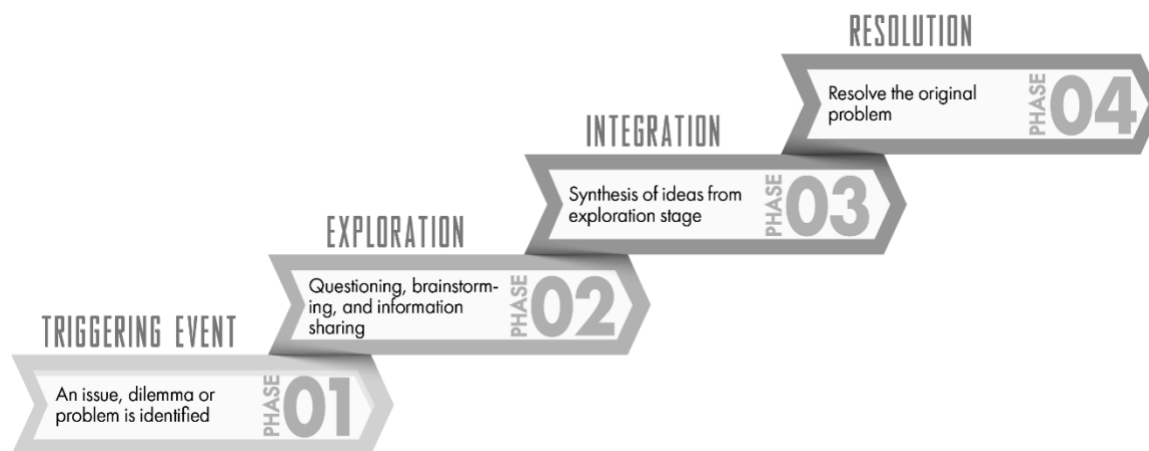 RESOLUTION
Resolve the original
problem
PHASE
04
INTEGRATION
Synthesis of ideas from
exploration stage
PHASE
03
EXPLORATION
Questioning, brainstorm-
ing, and information
sharing
PHASE
02
TRIGGERING EVENT
An issue, dilemma or
problem is identified
PHASE
01